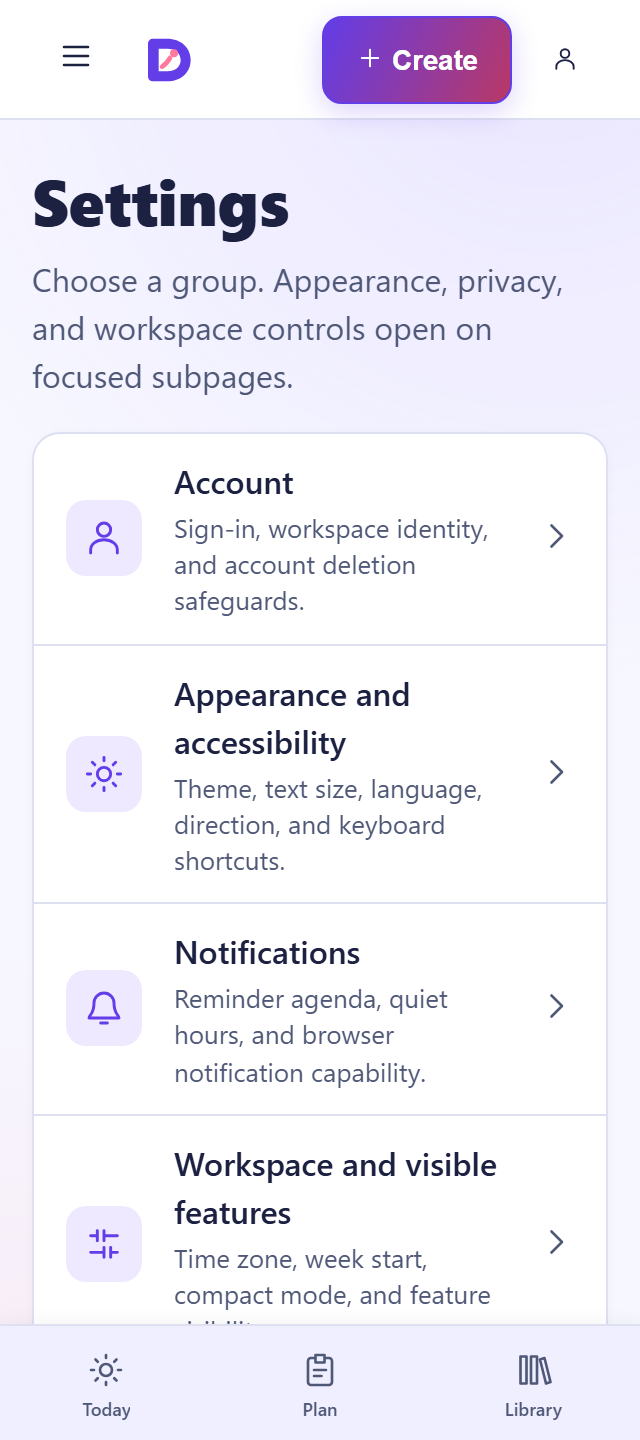 Create
Settings
Choose a group. Appearance, privacy,
and workspace controls open on
focused subpages.
Account
Sign-in, workspace identity,
and account deletion
safeguards.
Appearance and
accessibility
Theme, text size, language,
direction, and keyboard
shortcuts.
Notifications
Reminder agenda, quiet
hours, and browser
notification capability.
Workspace and visible
features
Time zone, week start,
compact mode, and feature
Today
Plan
Library